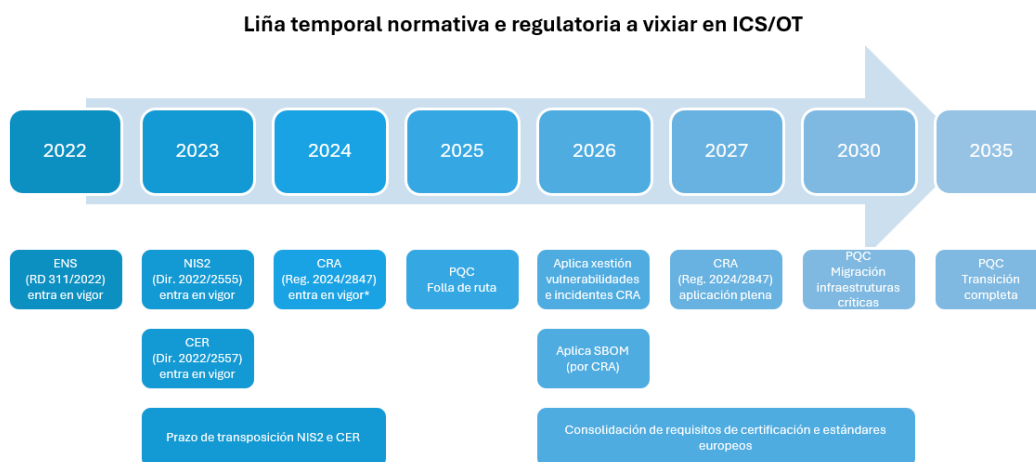 Liña temporal normativa e regulatoria a vixiar en ICS/OT
2022
2023
2024
2025
2026
2027
2030
2035
ENS
(RD 311/2022)
entra en vigor
NIS2
(Dir. 2022/2555)
entra en vigor
CRA
(Reg. 2024/2847)
entra en vigor*
PQC
Folla de ruta
Aplica xestión
vulnerabilidades
e incidentes CRA
CRA
(Reg. 2024/2847)
aplicación plena
PQC
Migración
infraestruturas
críticas
PQC
Transición
completa
CER
(Dir. 2022/2557)
entra en vigor
Aplica SBOM
(por CRA)
Prazo de transposición NIS2 e CER
Consolidación de requisitos de certificación e estándares
europeos